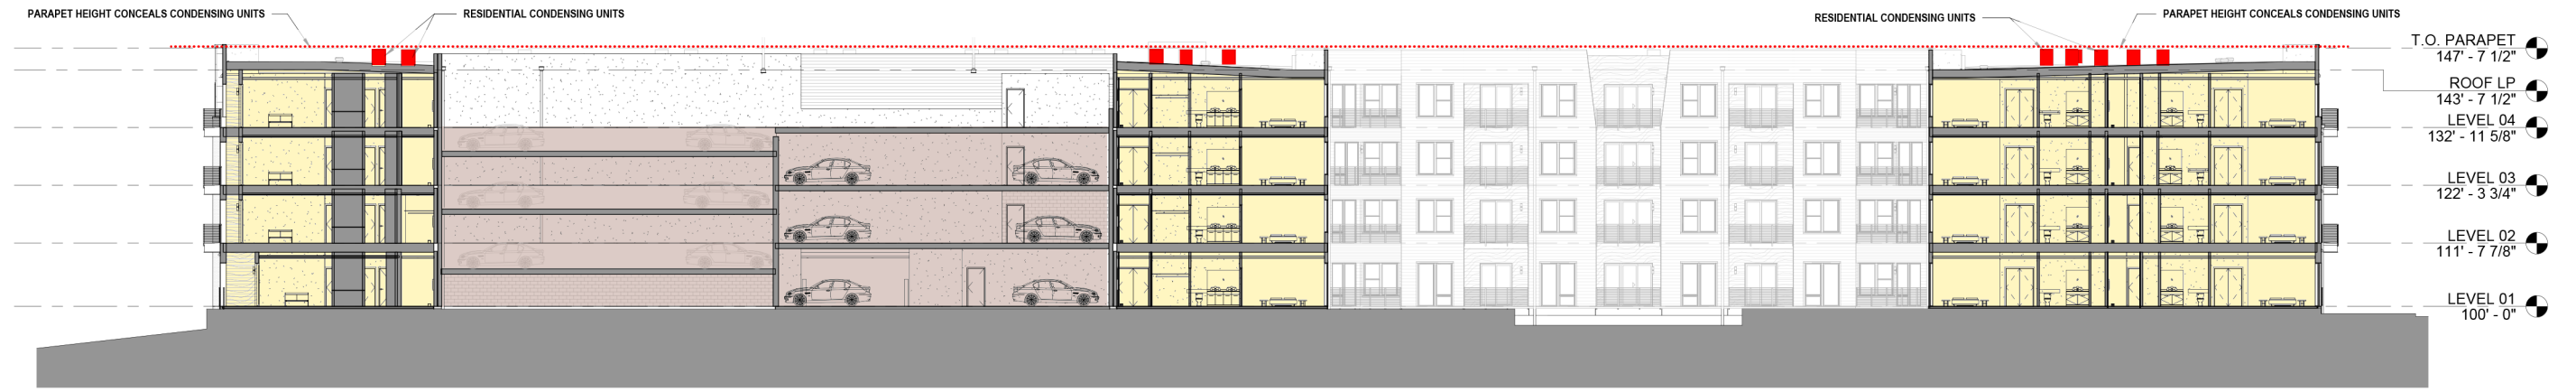 PARAPET HEIGHT CONCEALS CONDENSING UNITS
RESIDENTIAL CONDENSING UNITS
RESIDENTIAL CONDENSING UNITS
PARAPET HEIGHT CONCEALS CONDENSING UNITS
T.O. PARAPET
147' - 7 1/2"
ROOF LP
143' - 7 1/2"
LEVEL 04
132' - 11 5/8"
LEVEL 03
122' - 3 3/4"
LEVEL 02
111' - 7 7/8"
LEVEL 01
100' - 0"